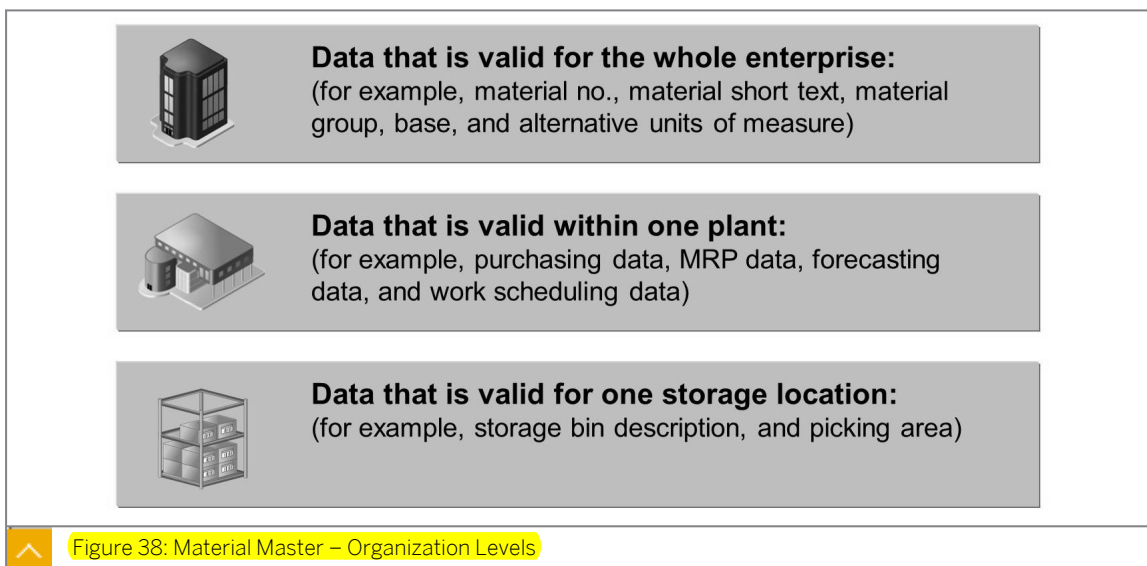 Data that is valid for the whole enterprise:
(for example, material no., material short text, material
group, base, and alternative units of measure)
Data that is valid within one plant:
(for example, purchasing data, MRP data, forecasting
data, and work scheduling data)
Data that is valid for one storage location:
(for example, storage bin description, and picking area)
Figure 38: Material Master – Organization Levels